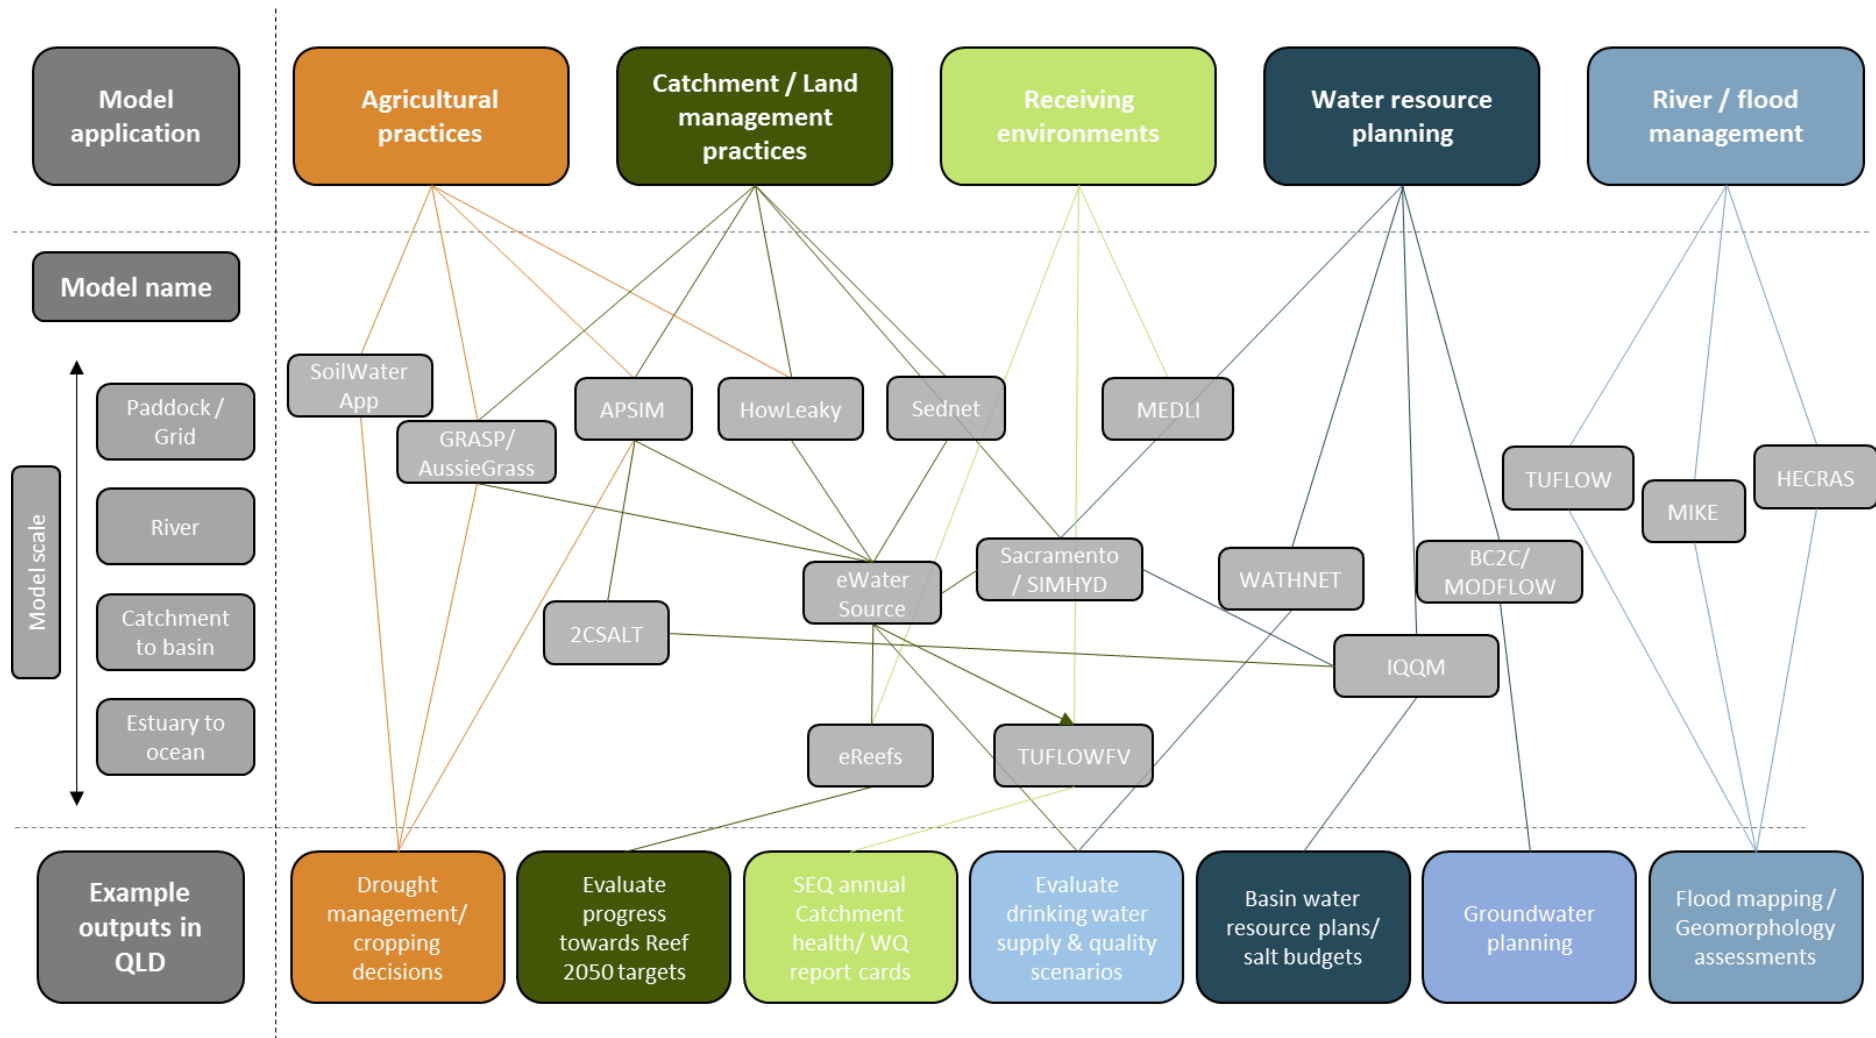 Model
application
Agricultural
practices
Catchment / Land
management
practices
Receiving
environments
Water resource
planning
River / flood
management
Model name
Model scale
Paddock /
Grid
River
Catchment
to basin
Estuary to
ocean
SoilWater
App
GRASP/
AussieGrass
APSIM
HowLeaky
Sednet
MEDLI
TUFLOW
MIKE
HECRAS
eWater
Source
Sacramento
/ SIMHYD
WATHNET
BC2C/
MODFLOW
2CSALT
IQQM
eReefs
TUFLOWFV
Example
outputs in
QLD
Drought
management/
cropping
decisions
Evaluate
progress
towards Reef
2050 targets
SEQ annual
Catchment
health/ WQ
report cards
Evaluate
drinking water
supply & quality
scenarios
Basin water
resource plans/
salt budgets
Groundwater
planning
Flood mapping /
Geomorphology
assessments